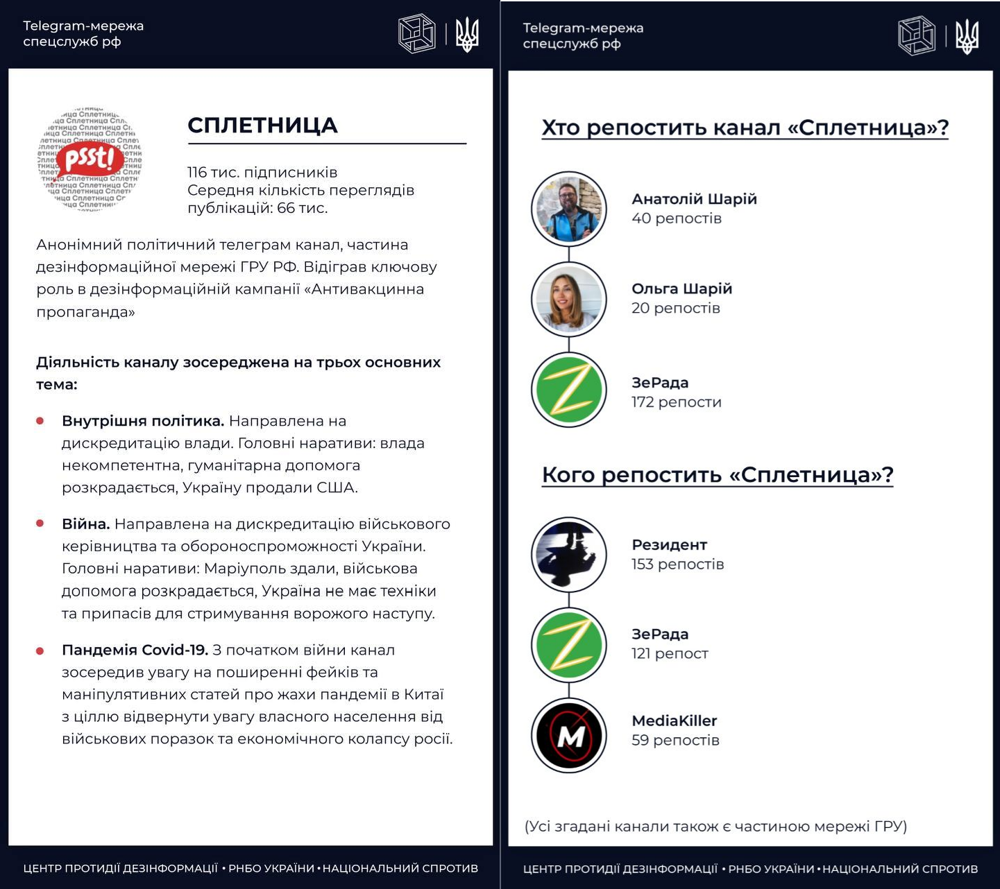 Telegram-мережа
спецслужб рф
psst!
СПЛЕТНИЦА
116 тис. підписників
Середня кількість переглядів
публікацій: 66 тис.
Анонімний політичний телеграм канал, частина
дезінформаційної мережі ГРУ РФ. Відіграв ключову
роль в дезінформаційній кампанії «Антивакцинна
пропаганда»
Діяльність каналу зосереджена на трьох основних
тема:
Внутрішня політика. Направлена на
дискредитацію влади. Головні наративи: влада
некомпетентна, гуманітарна допомога
розкрадається, Україну продали США.
Війна. Направлена на дискредитацію військового
керівництва та обороноспроможності України.
Головні наративи: Маріуполь здали, військова
допомога розкрадається, Україна не має техніки
та припасів для стримування ворожого наступу.
Пандемія Covid-19. З початком війни канал
зосередив увагу на поширенні фейків та
маніпулятивних статей про жахи пандемії в Китаї
з ціллю відвернути увагу власного населення від
військових поразок та економічного колапсу росії.
ЦЕНТР ПРОТИДІЇ ДЕЗІНФОРМАЦІЇ • РНБО УКРАЇНИ • НАЦІОНАЛЬНИЙ СПРОТИВ
Telegram-мережа
спецслужб рф
Хто репостить канал «Сплетница»?
Анатолій Шарій
40 репостів
Ольга Шарій
20 репостів
ЗеРада
172 репости
Кого репостить «Сплетница»?
Резидент
153 репостів
ЗеРада
121 репост
M
MediaKiller
59 репостів
(Усі згадані канали також є частиною мережі ГРУ)
ЦЕНТР ПРОТИДІЇ ДЕЗІНФОРМАЦІЇ • РНБО УКРАЇНИ • НАЦІОНАЛЬНИЙ СПРОТИВ